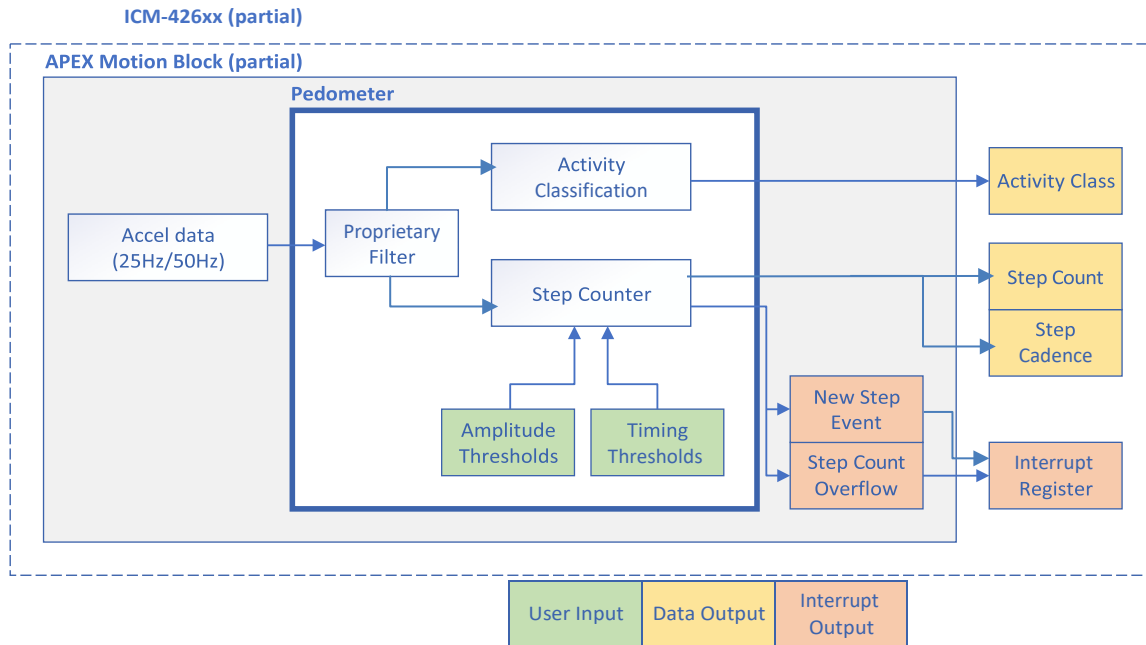 ICM-426xx (partial)
APEX Motion Block (partial)
Pedometer
Activity
Classification
Activity Class
Accel data
(25Hz/50Hz)
Proprietary
Filter
Step Counter
Step Count
Step
Cadence
Amplitude
Thresholds
Timing
Thresholds
New Step
Event
Step Count
Overflow
Interrupt
Register
User Input
Data Output
Interrupt
Output